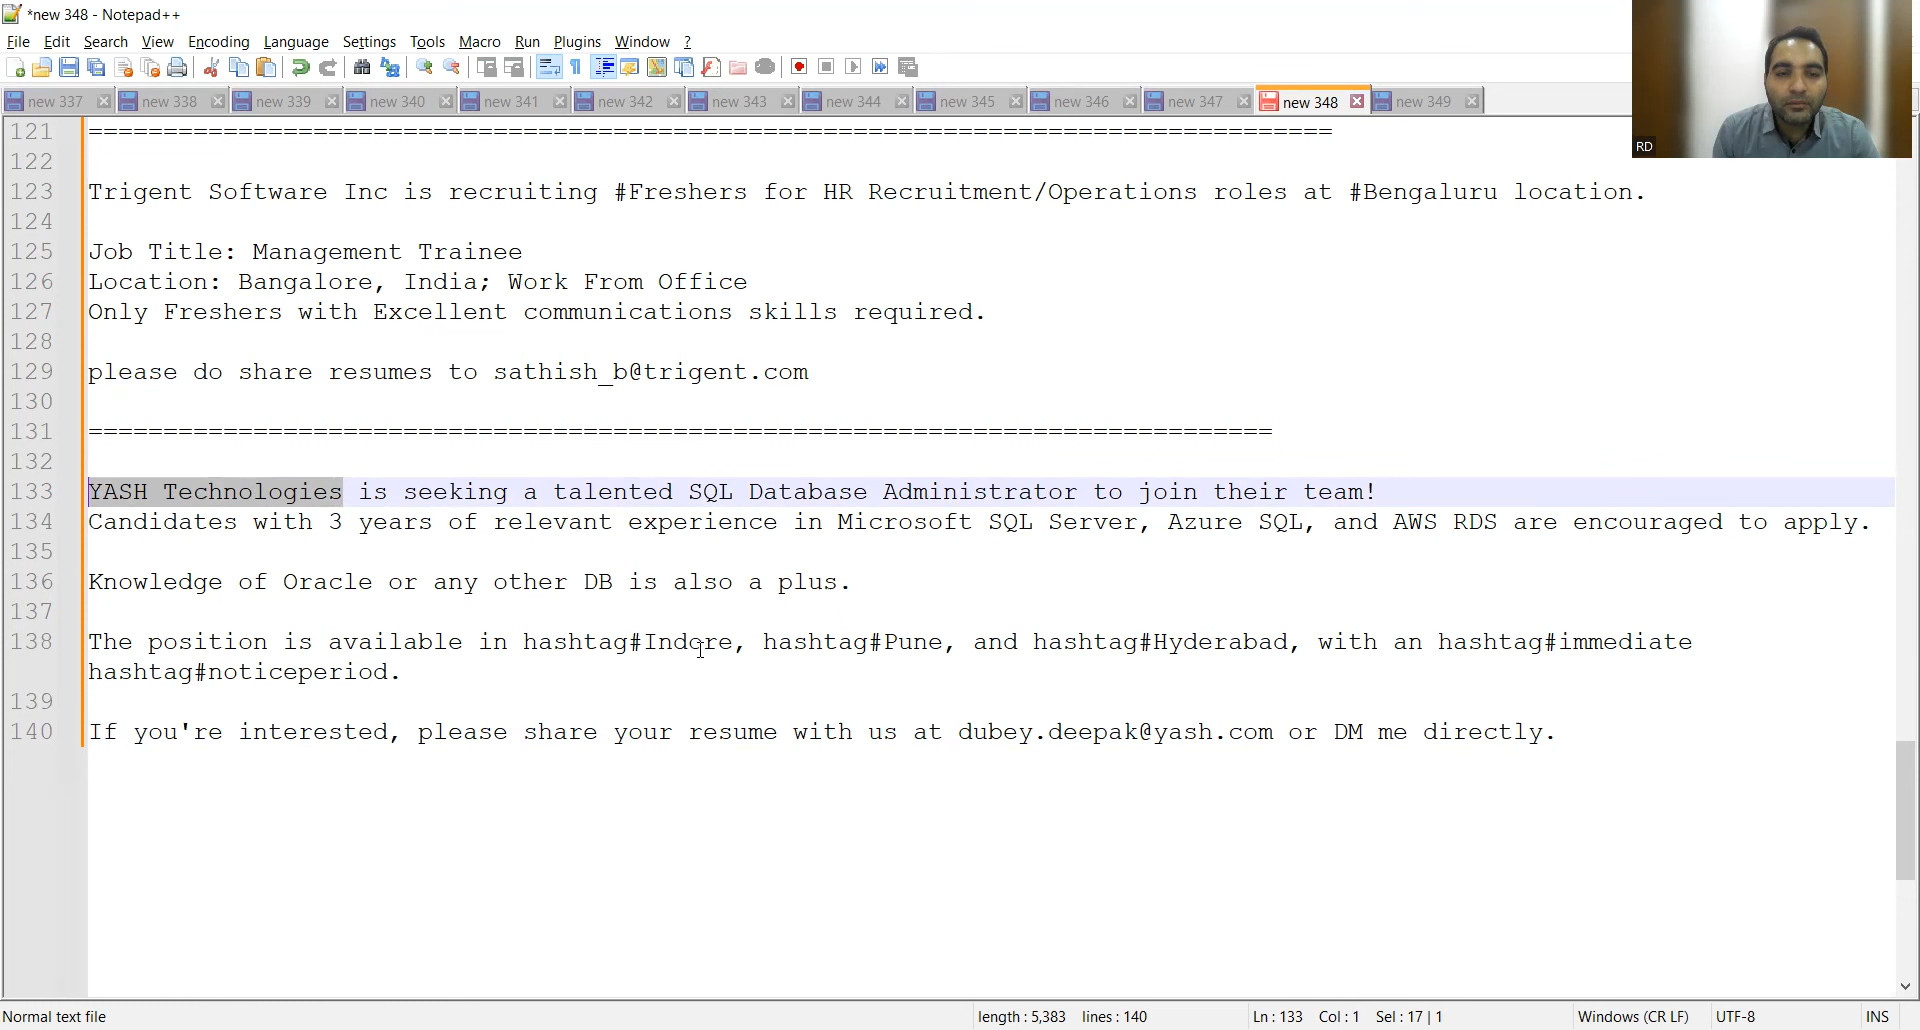 *new 348 - Notepad++
File Edit Search View Encoding Language Settings Tools Macro Run Plugins Window ?
new 337 new 338 new 339 new 340 new 341 new 342 new 343 new 344 new 345 new 346 new 347 new 348 new 349
RD
121 ===================================================================================
122
123 Trigent Software Inc is recruiting #Freshers for HR Recruitment/Operations roles at #Bengaluru location.
124
125 Job Title: Management Trainee
126 Location: Bangalore, India; Work From Office
127 Only Freshers with Excellent communications skills required.
128
129 please do share resumes to sathish_b@trigent.com
130
131 ===============================================================================
132
133 YASH Technologies is seeking a talented SQL Database Administrator to join their team!
134 Candidates with 3 years of relevant experience in Microsoft SQL Server, Azure SQL, and AWS RDS are encouraged to apply.
135
136 Knowledge of Oracle or any other DB is also a plus.
137
138 The position is available in hashtag#Indore, hashtag#Pune, and hashtag#Hyderabad, with an hashtag#immediate
hashtag#noticeperiod.
139
140 If you're interested, please share your resume with us at dubey.deepak@yash.com or DM me directly.
Normal text file length : 5,383 lines : 140 Ln : 133 Col : 1 Sel : 17 | 1 Windows (CR LF) UTF-8 INS